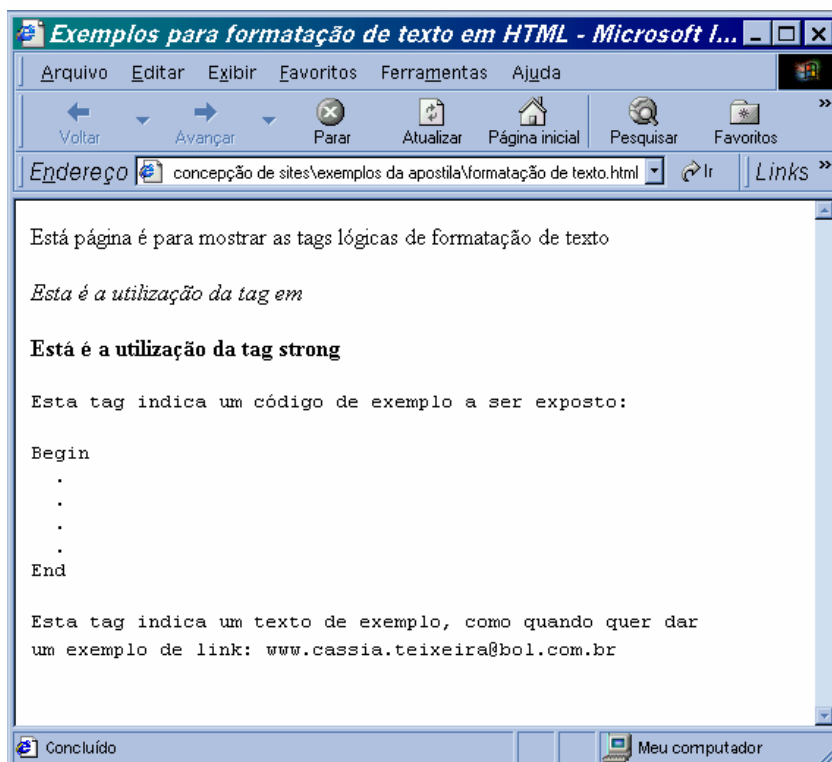 Exemplos para formatação de texto em HTML - Microsoft I...
Arquivo Editar Exibir Favoritos Ferramentas Ajuda
Voltar Avançar Parar Atualizar Página inicial Pesquisar Favoritos »
Endereço concepção de sites\exemplos da apostila\formatação de texto.html Ir Links »
Está página é para mostrar as tags lógicas de formatação de texto
Esta é a utilização da tag em
Está é a utilização da tag strong
Esta tag indica um código de exemplo a ser exposto:
Begin
.
.
.
.
End
Esta tag indica um texto de exemplo, como quando quer dar
um exemplo de link: www.cassia.teixeira@bol.com.br
Concluído Meu computador